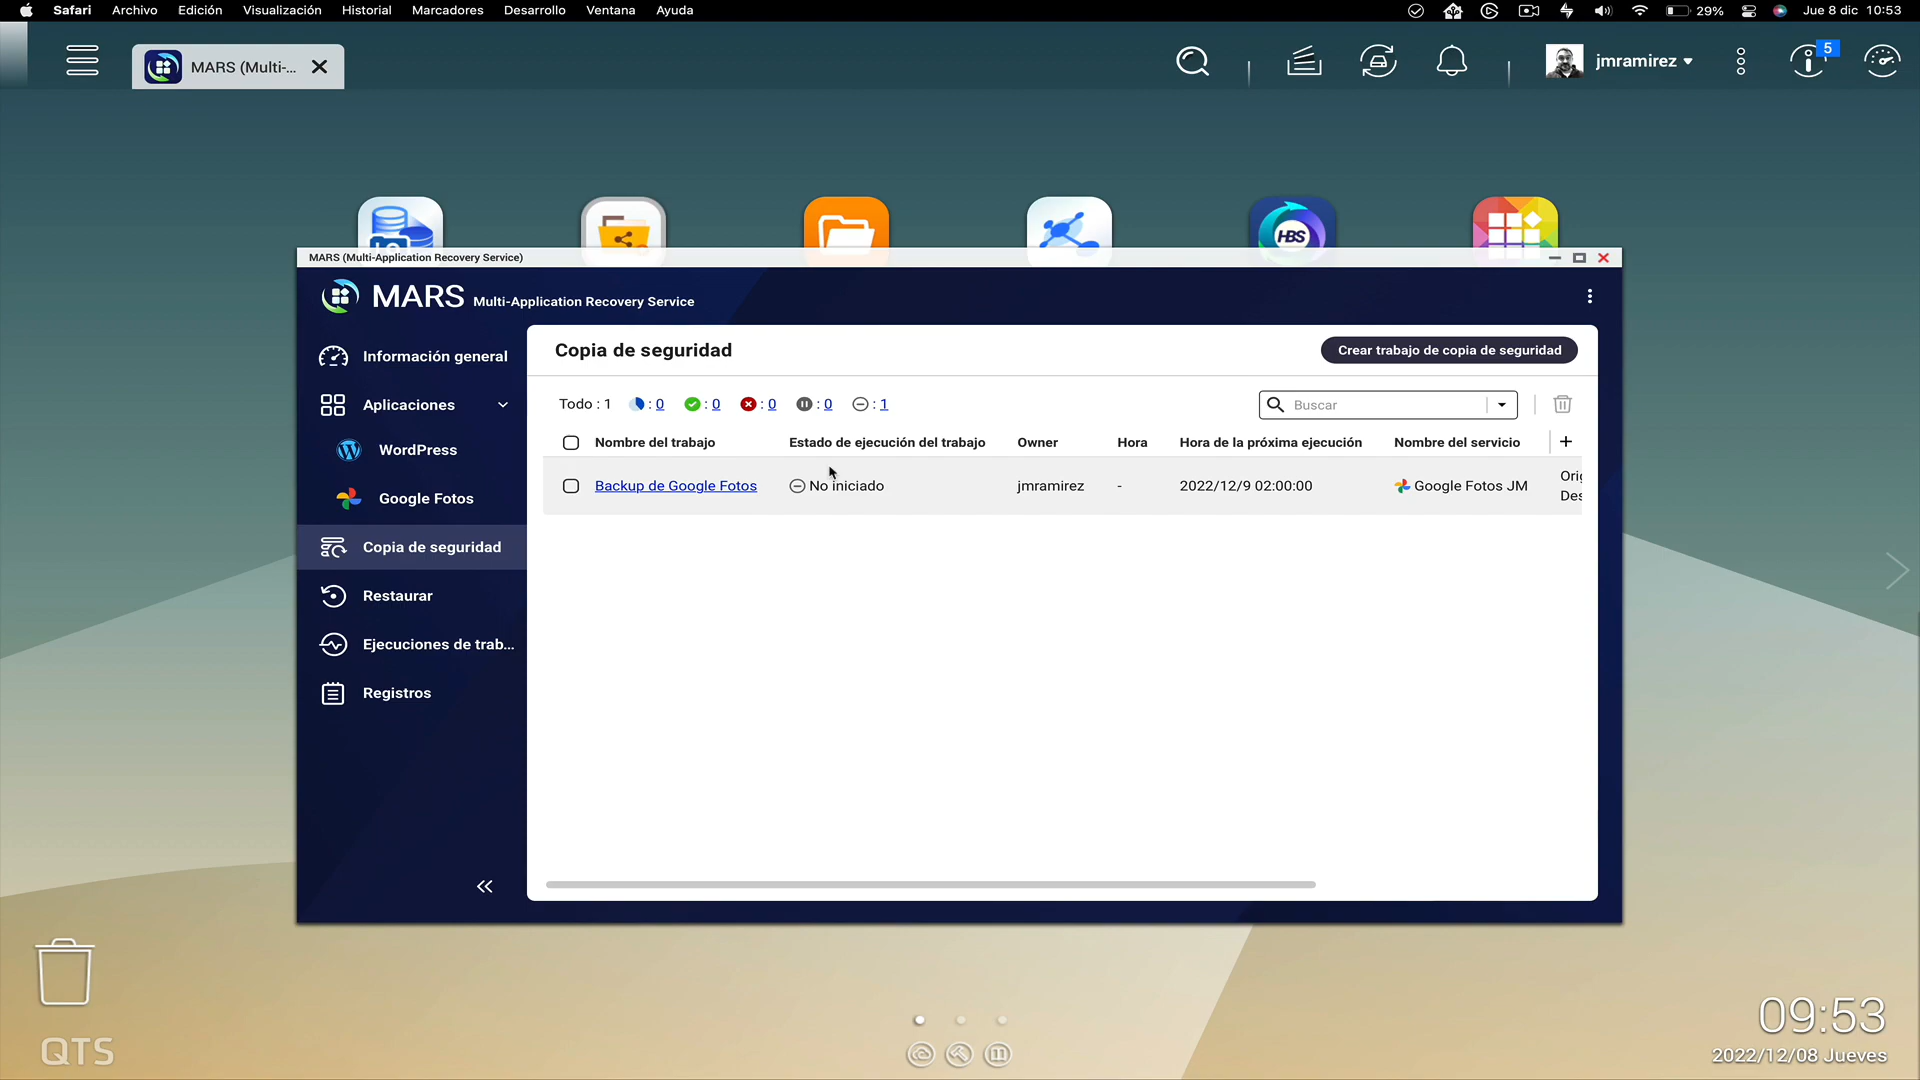 Safari Archivo Edición Visualización Historial Marcadores Desarrollo Ventana Ayuda 29% Jue 8 dic 10:53
MARS (Multi-...
jmramirez
5
HBS
MARS (Multi-Application Recovery Service)
MARS Multi-Application Recovery Service
Información general
Aplicaciones
WordPress
Google Fotos
Copia de seguridad
Restaurar
Ejecuciones de trab...
Registros
Copia de seguridad
Crear trabajo de copia de seguridad
Todo : 1 : 0 : 0 : 0 : 0 : 1
Buscar
Nombre del trabajo Estado de ejecución del trabajo Owner Hora Hora de la próxima ejecución Nombre del servicio
Backup de Google Fotos No iniciado jmramirez - 2022/12/9 02:00:00 Google Fotos JM
QTS
09:53
2022/12/08 Jueves